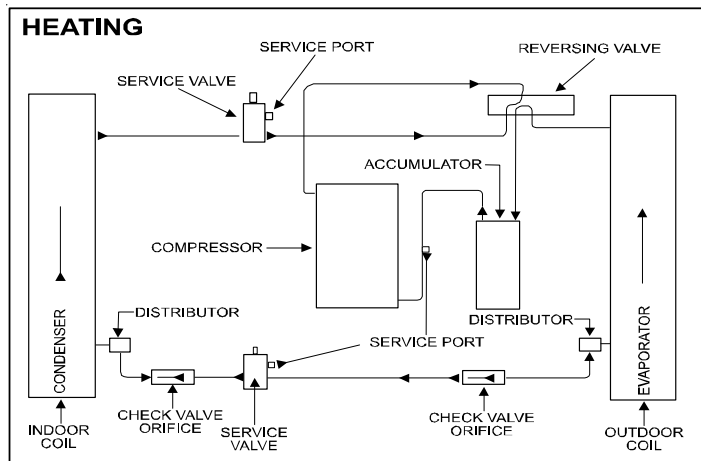 HEATING
SERVICE PORT
REVERSING VALVE
SERVICE VALVE
ACCUMULATOR
COMPRESSOR
DISTRIBUTOR
DISTRIBUTOR
SERVICE PORT
CONDENSER
EVAPORATOR
CHECK VALVE
ORIFICE
CHECK VALVE
ORIFICE
INDOOR
COIL
SERVICE
VALVE
OUTDOOR
COIL